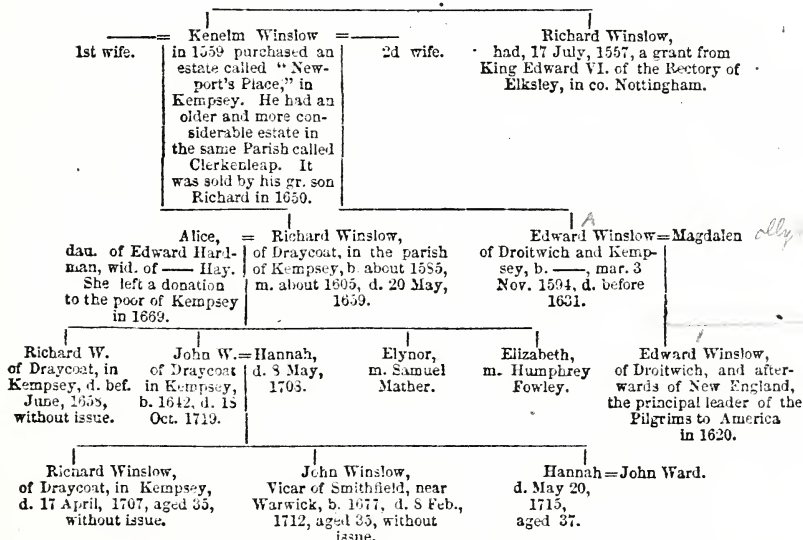 Kenelm Winslow
in 1559 purchased an
estate called " New-
port's Place," in
Kempsey. He had an
older and more con-
siderable estate in
the same Parish called
Clerkenleap. It
was sold by his gr. son
Richard in 1650.
1st wife.
2d wife.
Richard Winslow,
had, 17 July, 1557, a grant from
King Edward VI. of the Rectory of
Elksley, in co. Nottingham.
Alice,
dau. of Edward Hard-
man, wid. of —— Hay.
She left a donation
to the poor of Kempsey
in 1669.
= Richard Winslow,
of Draycoat, in the parish
of Kempsey, b. about 1585,
m. about 1605, d. 20 May,
1659.
Edward Winslow=Magdalen
of Droitwich and Kemp-
sey, b. ——, mar. 3
Nov. 1594, d. before
1631.
Richard W.
of Draycoat, in
Kempsey, d. bef.
June, 1658,
without issue.
John W.=Hannah,
of Draycoat
in Kempsey,
b. 1642, d. 18
Oct. 1719.
d. 8 May,
1708.
Elynor,
m. Samuel
Mather.
Elizabeth,
m. Humphrey
Fowley.
Edward Winslow,
of Droitwich, and after-
wards of New England,
the principal leader of the
Pilgrims to America
in 1620.
Richard Winslow,
of Draycoat, in Kempsey,
d. 17 April, 1707, aged 35,
without issue.
John Winslow,
Vicar of Smithfield, near
Warwick, b. 1677, d. 8 Feb.,
1712, aged 35, without
issue.
Hannah=John Ward.
d. May 20,
1715,
aged 37.